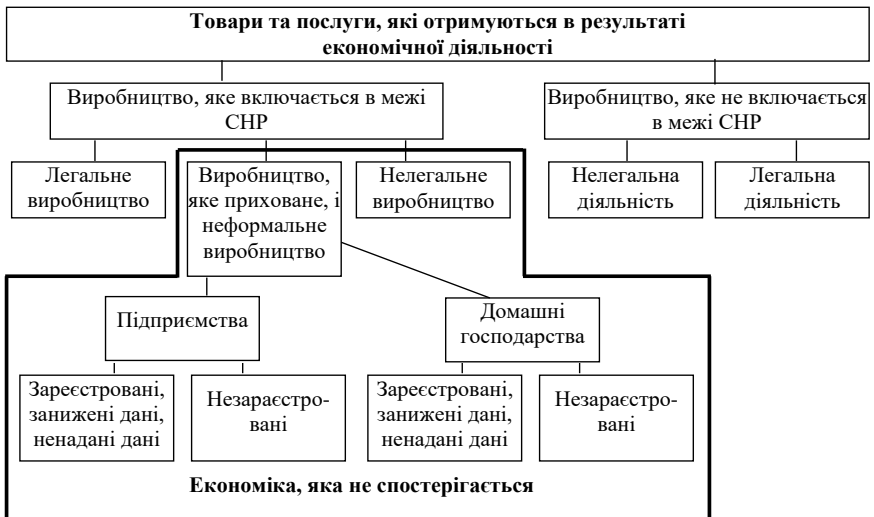 Товари та послуги, які отримуються в результаті
економічної діяльності
Виробництво, яке включається в межі
СНР
Виробництво, яке не включається
в межі СНР
Легальне
виробництво
Виробництво,
яке приховане, і
неформальне
виробництво
Нелегальне
виробництво
Нелегальна
діяльність
Легальна
діяльність
Підприємства
Домашні
господарства
Зареєстровані,
занижені дані,
ненадані дані
Незараєстро-
вані
Зареєстровані,
занижені дані,
ненадані дані
Незараєстро-
вані
Економіка, яка не спостерігається